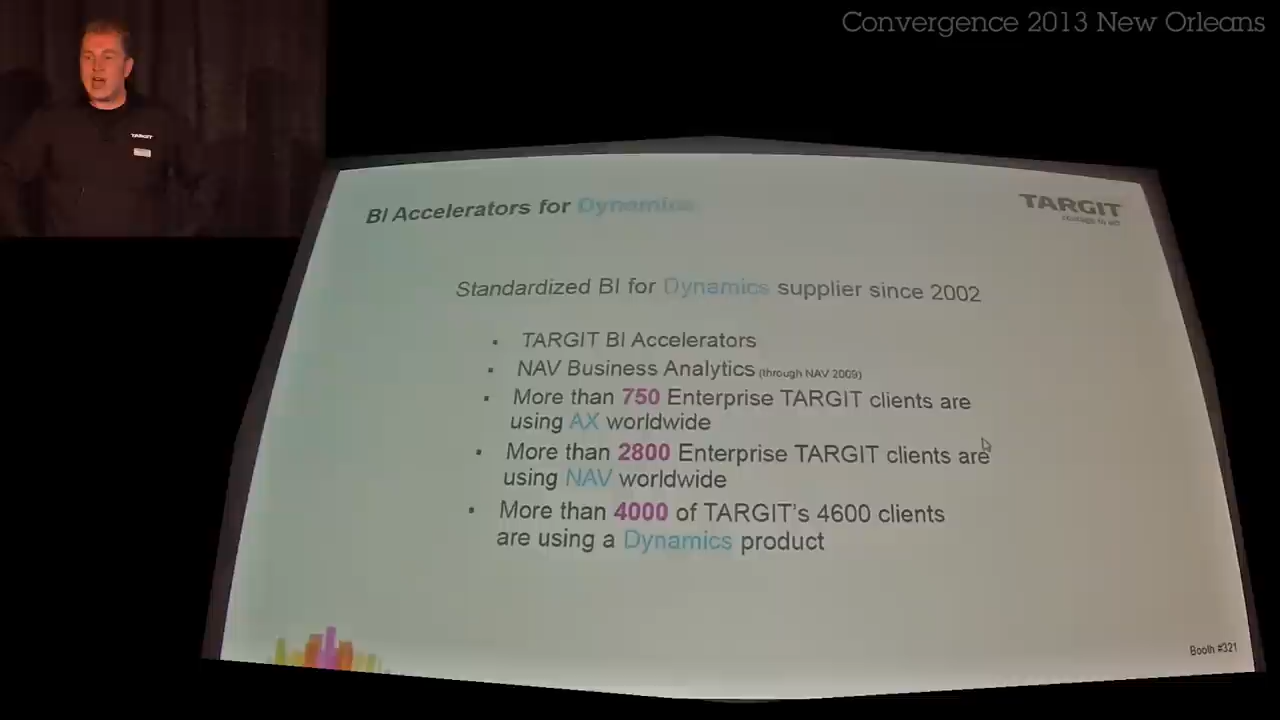 Convergence 2013 New Orleans
TARGIT
BI Accelerators for Dynamics
TARGIT
courage to act
Standardized BI for Dynamics supplier since 2002
▪ TARGIT BI Accelerators
▪ NAV Business Analytics (through NAV 2009)
▪ More than 750 Enterprise TARGIT clients are
using AX worldwide
▪ More than 2800 Enterprise TARGIT clients are
using NAV worldwide
▪ More than 4000 of TARGIT's 4600 clients
are using a Dynamics product
Booth #321